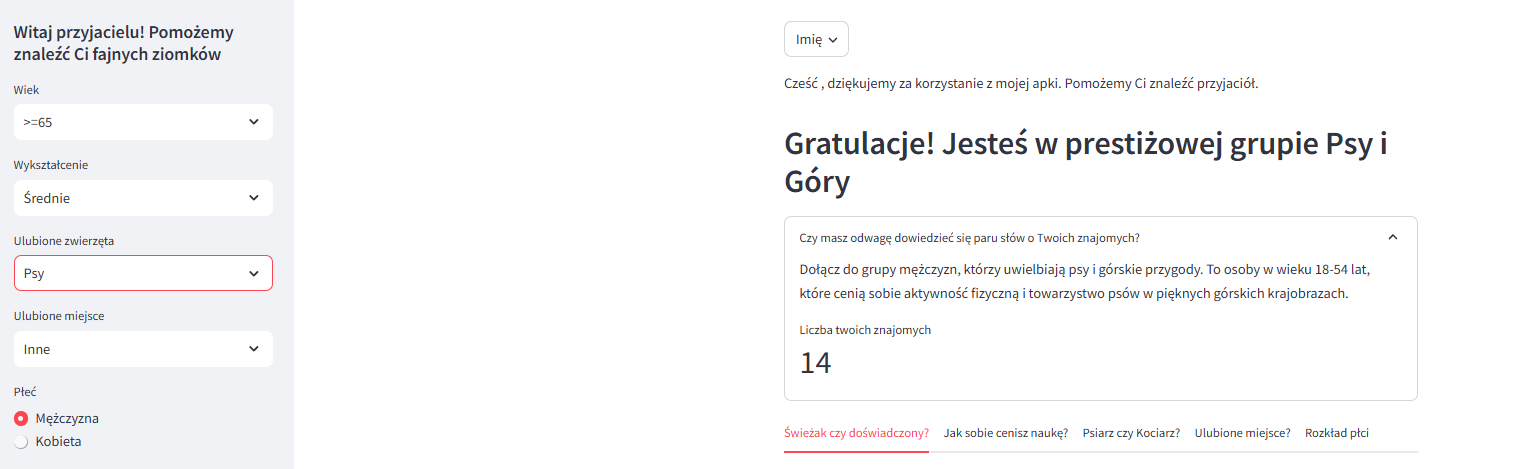 Witaj przyjacielu! Pomożemy
znaleźć Ci fajnych ziomków
Wiek
>=65
Wykształcenie
Średnie
Ulubione zwierzęta
Psy
Ulubione miejsce
Inne
Płeć
Mężczyzna
Kobieta
Imię
Cześć , dziękujemy za korzystanie z mojej apki. Pomożemy Ci znaleźć przyjaciół.
Gratulacje! Jesteś w prestiżowej grupie Psy i
Góry
Czy masz odwagę dowiedzieć się paru słów o Twoich znajomych?
Dołącz do grupy mężczyzn, którzy uwielbiają psy i górskie przygody. To osoby w wieku 18-54 lat,
które cenią sobie aktywność fizyczną i towarzystwo psów w pięknych górskich krajobrazach.
Liczba twoich znajomych
14
Świeżak czy doświadczony? Jak sobie cenisz naukę? Psiarz czy Kociarz? Ulubione miejsce? Rozkład płci